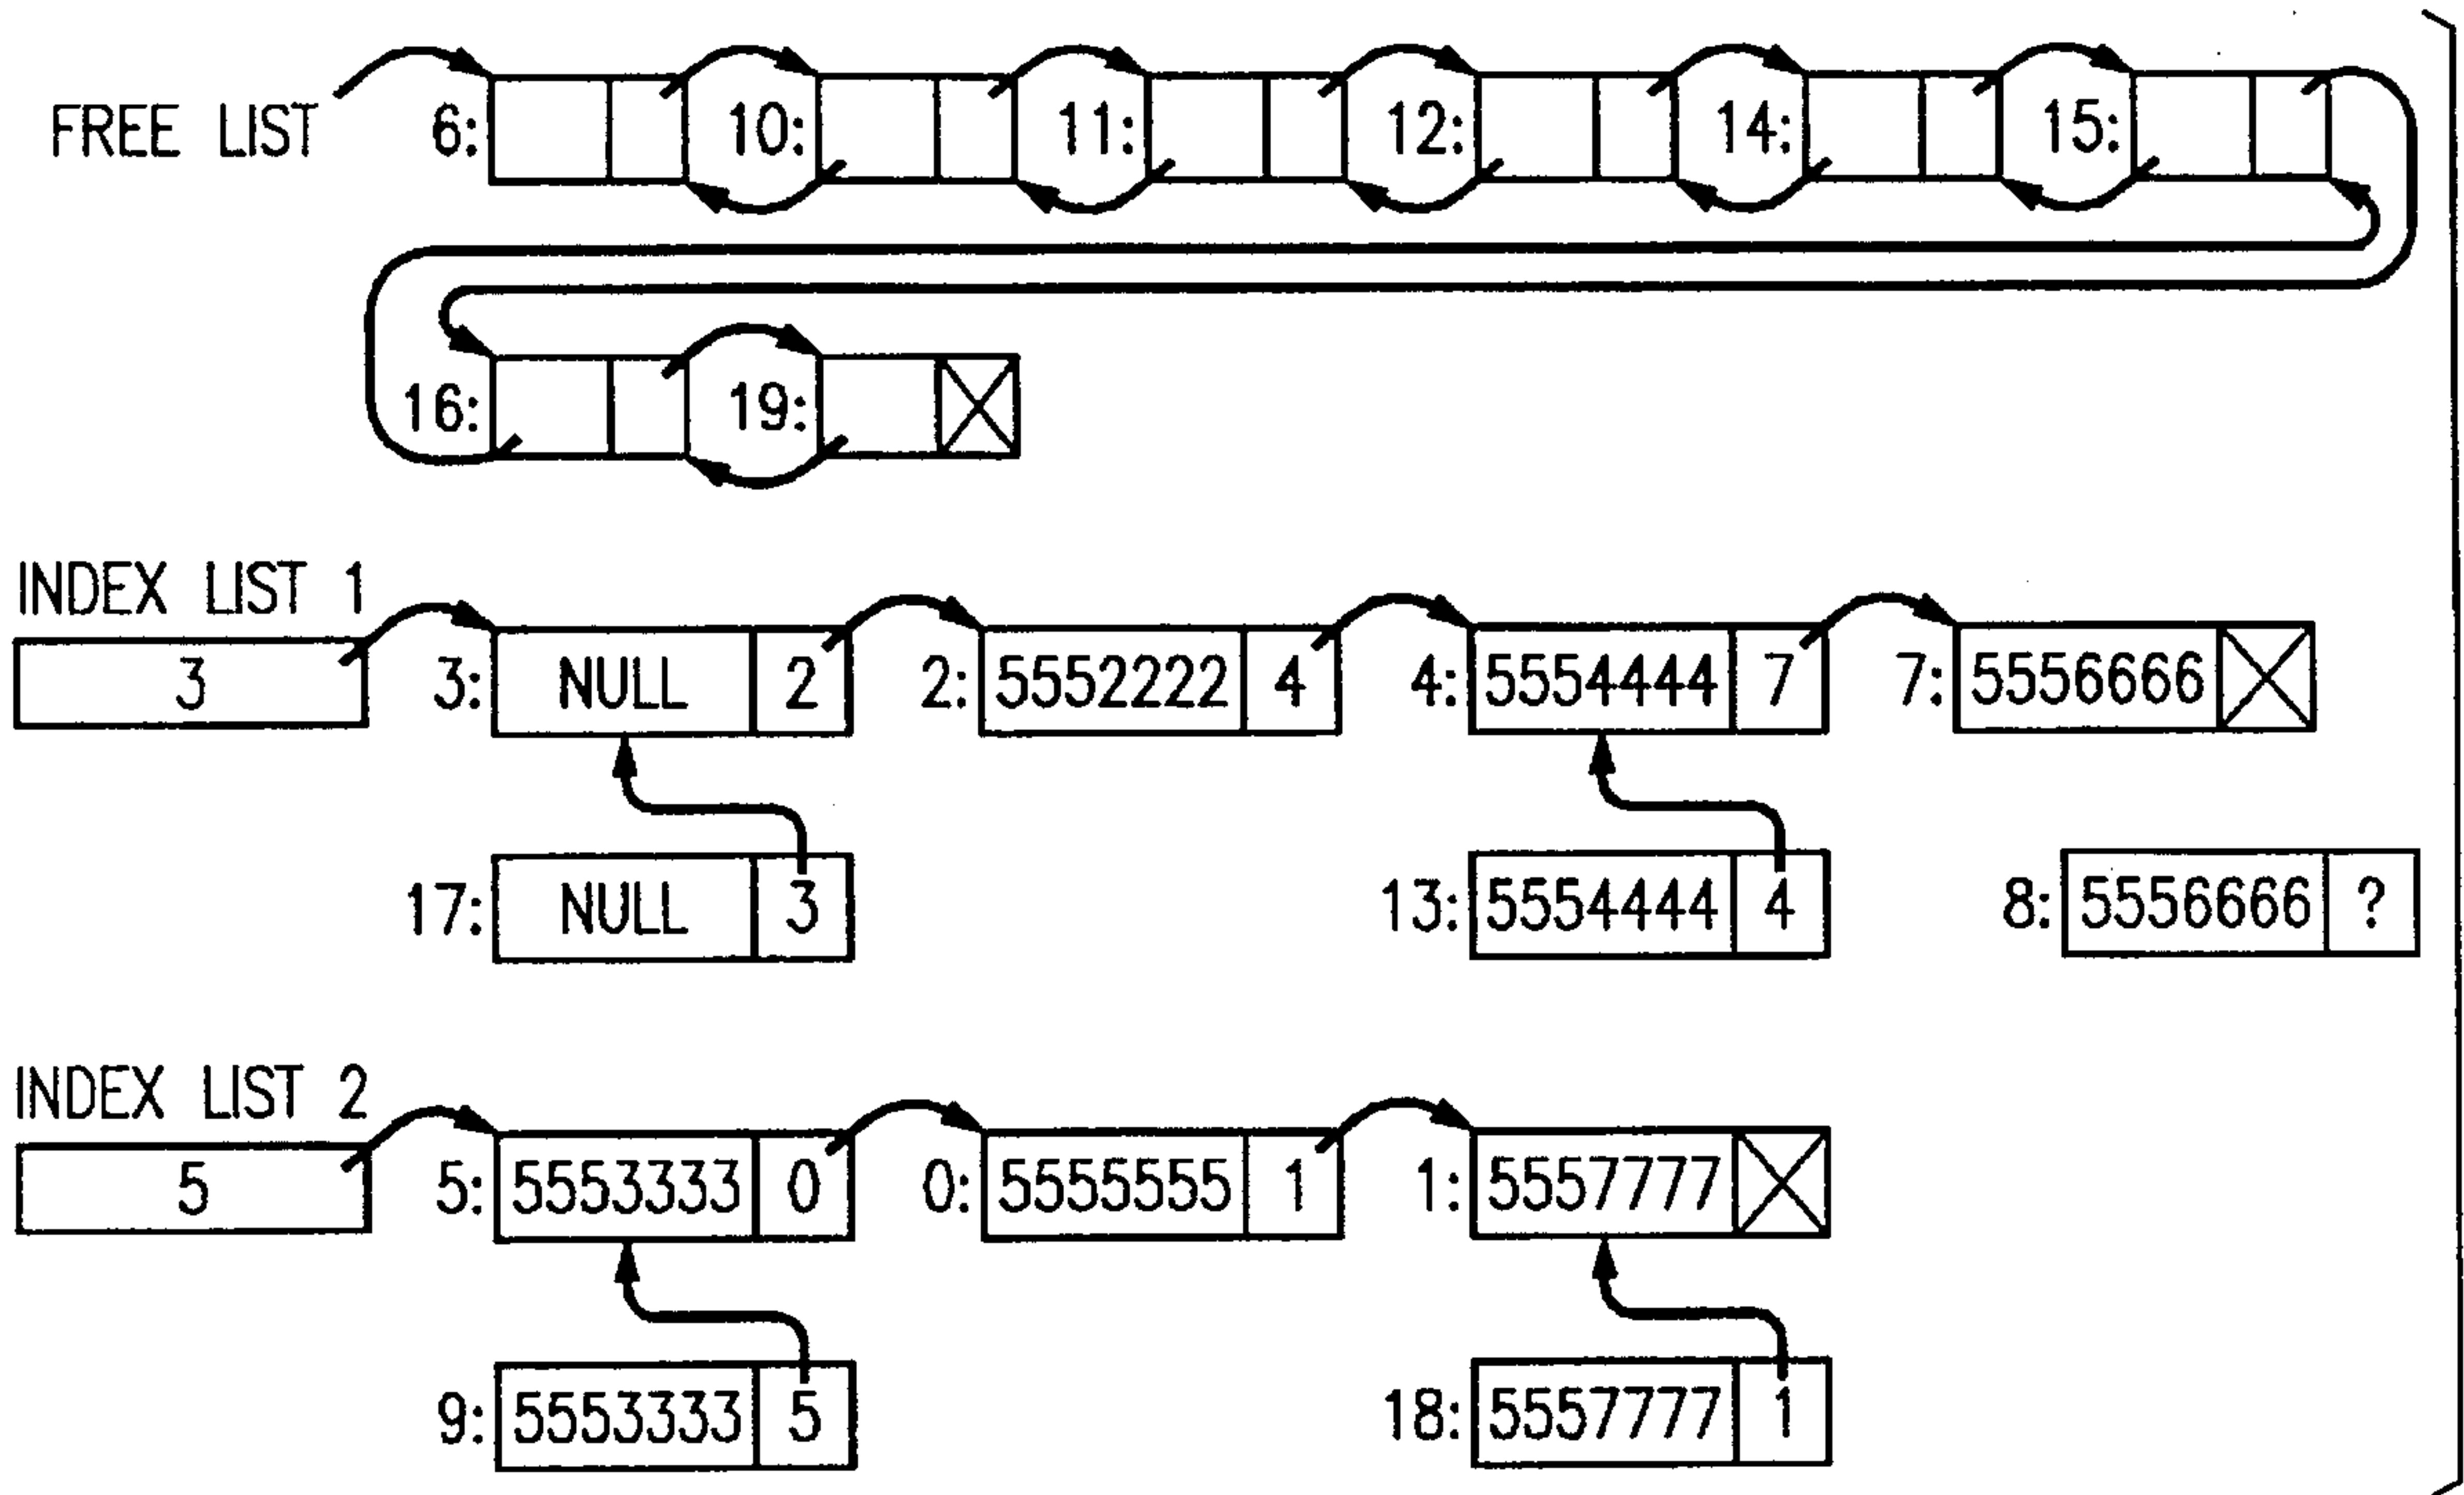 FREE LIST 6: 10: 11: 12: 14: 15:
16: 19:
INDEX LIST 1
3 3: NULL 2 2: 5552222 4 4: 5554444 7 7: 5556666
17: NULL 3 13: 5554444 4 8: 5556666 ?
INDEX LIST 2
5 5: 5553333 0 0: 5555555 1 1: 5557777
9: 5553333 5 18: 5557777 1